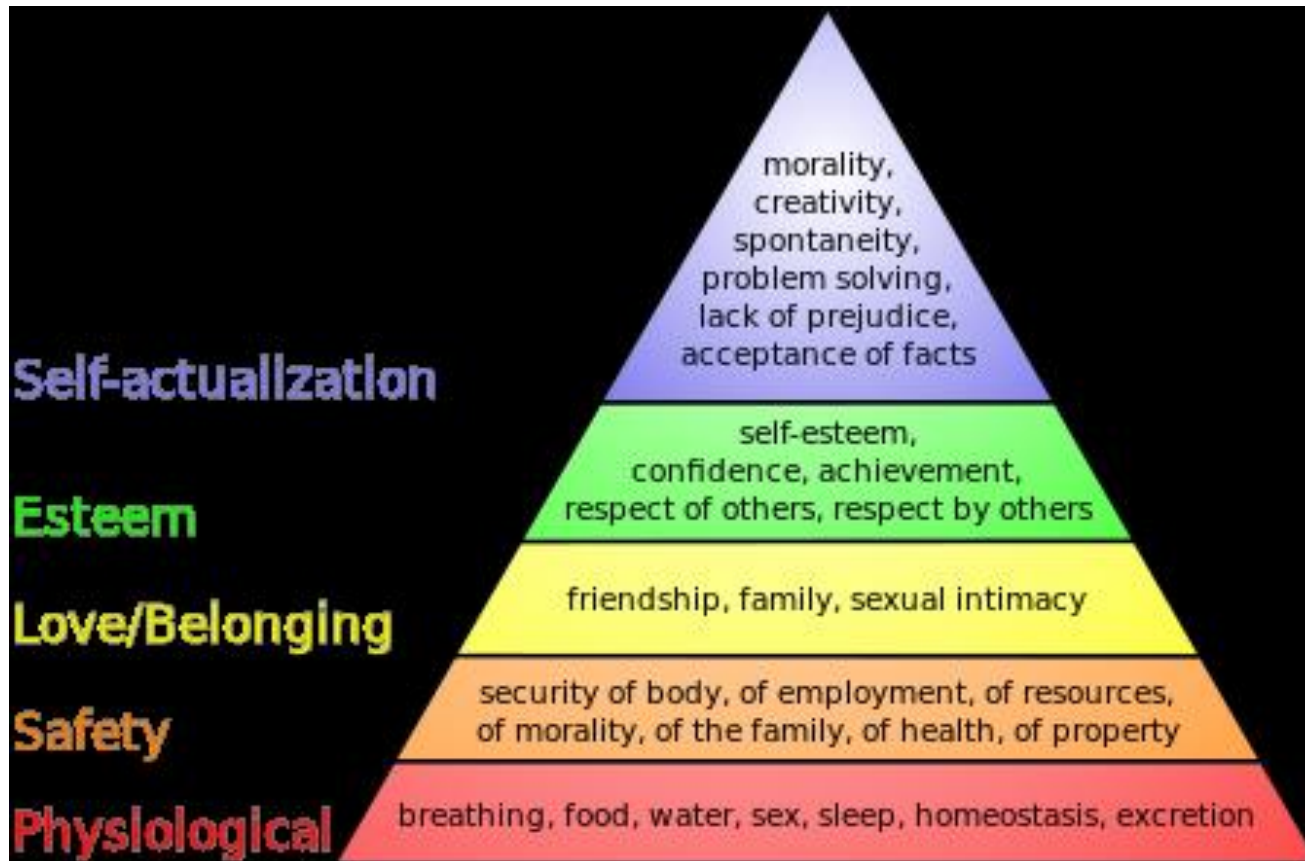 morality,
creativity,
spontaneity,
problem solving,
lack of prejudice,
acceptance of facts
Self-actualization
self-esteem,
confidence, achievement,
respect of others, respect by others
Esteem
friendship, family, sexual intimacy
Love/Belonging
security of body, of employment, of resources,
of morality, of the family, of health, of property
Safety
breathing, food, water, sex, sleep, homeostasis, excretion
Physiological